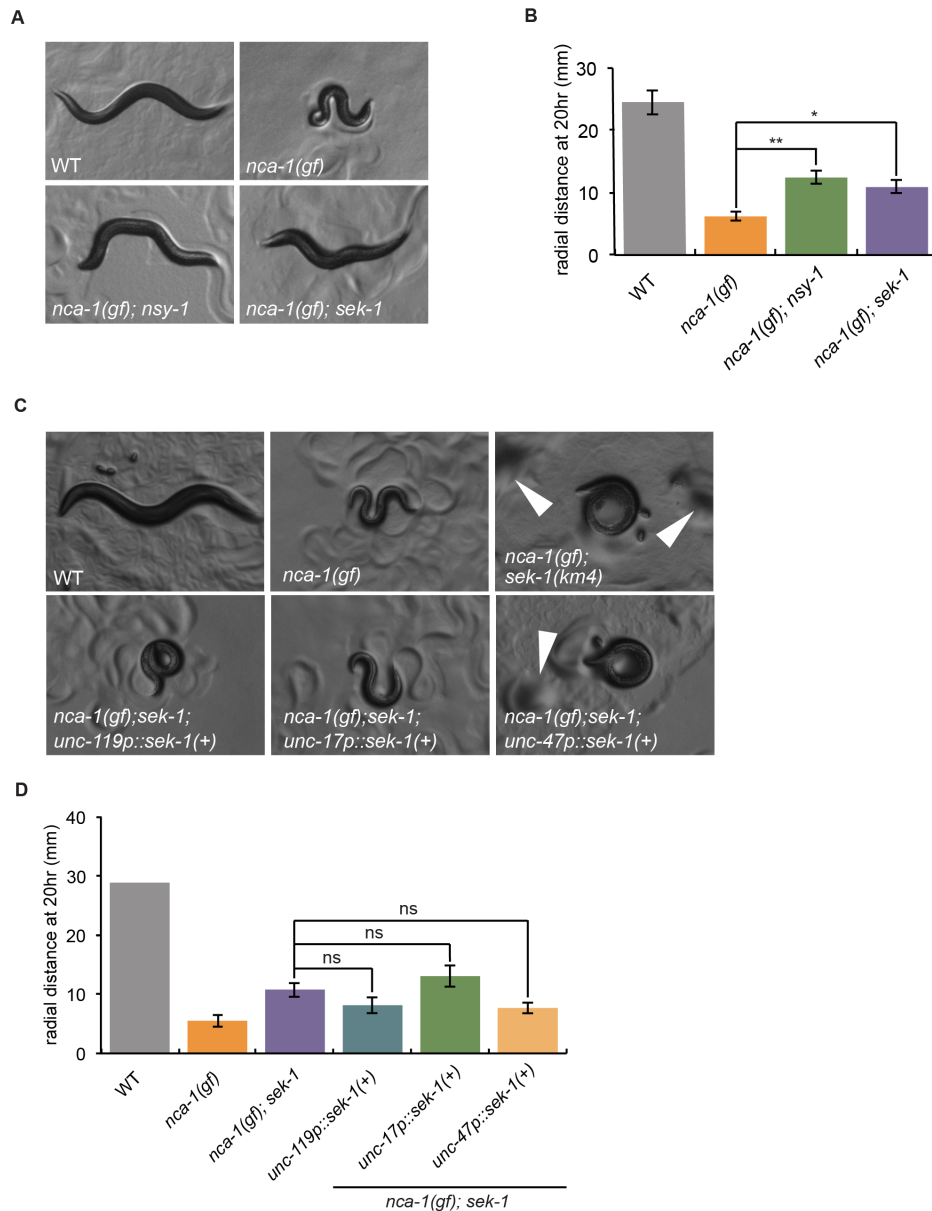 A
WT
nca-1(gf)
nca-1(gf); nsy-1
nca-1(gf); sek-1
B
radial distance at 20hr (mm)
30
20
10
0
*
**
WT
nca-1(gf)
nca-1(gf); nsy-1
nca-1(gf); sek-1
C
WT
nca-1(gf)
nca-1(gf);
sek-1(km4)
nca-1(gf);sek-1;
unc-119p::sek-1(+)
nca-1(gf);sek-1;
unc-17p::sek-1(+)
nca-1(gf);sek-1;
unc-47p::sek-1(+)
D
radial distance at 20hr (mm)
40
30
20
10
0
ns
ns
ns
WT
nca-1(gf)
nca-1(gf); sek-1
unc-119p::sek-1(+)
unc-17p::sek-1(+)
unc-47p::sek-1(+)
nca-1(gf); sek-1